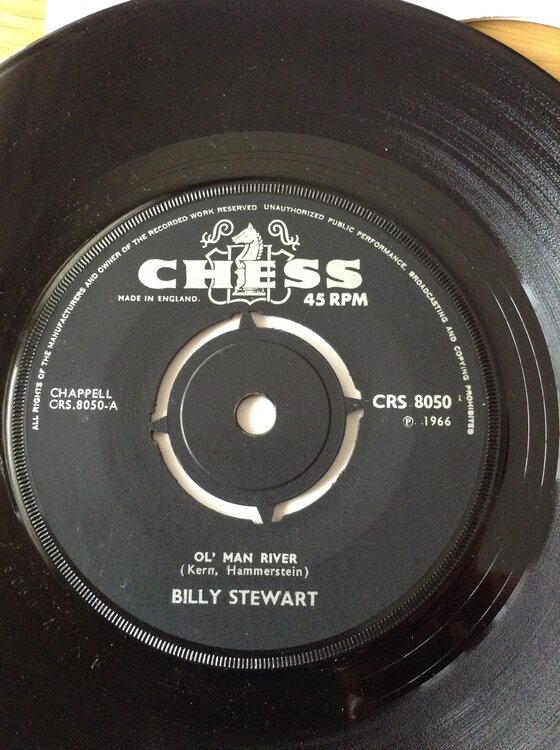 ALL RIGHTS OF THE MANUFACTURERS AND OWNER OF THE RECORDED WORK RESERVED UNAUTHORIZED PUBLIC PERFORMANCE, BROADCASTING AND COPYING PROHIBITED
CHESS
MADE IN ENGLAND.
45 RPM
CHAPPELL
CRS.8050-A
CRS 8050
℗ .1966
OL' MAN RIVER
(Kern, Hammerstein)
BILLY STEWART